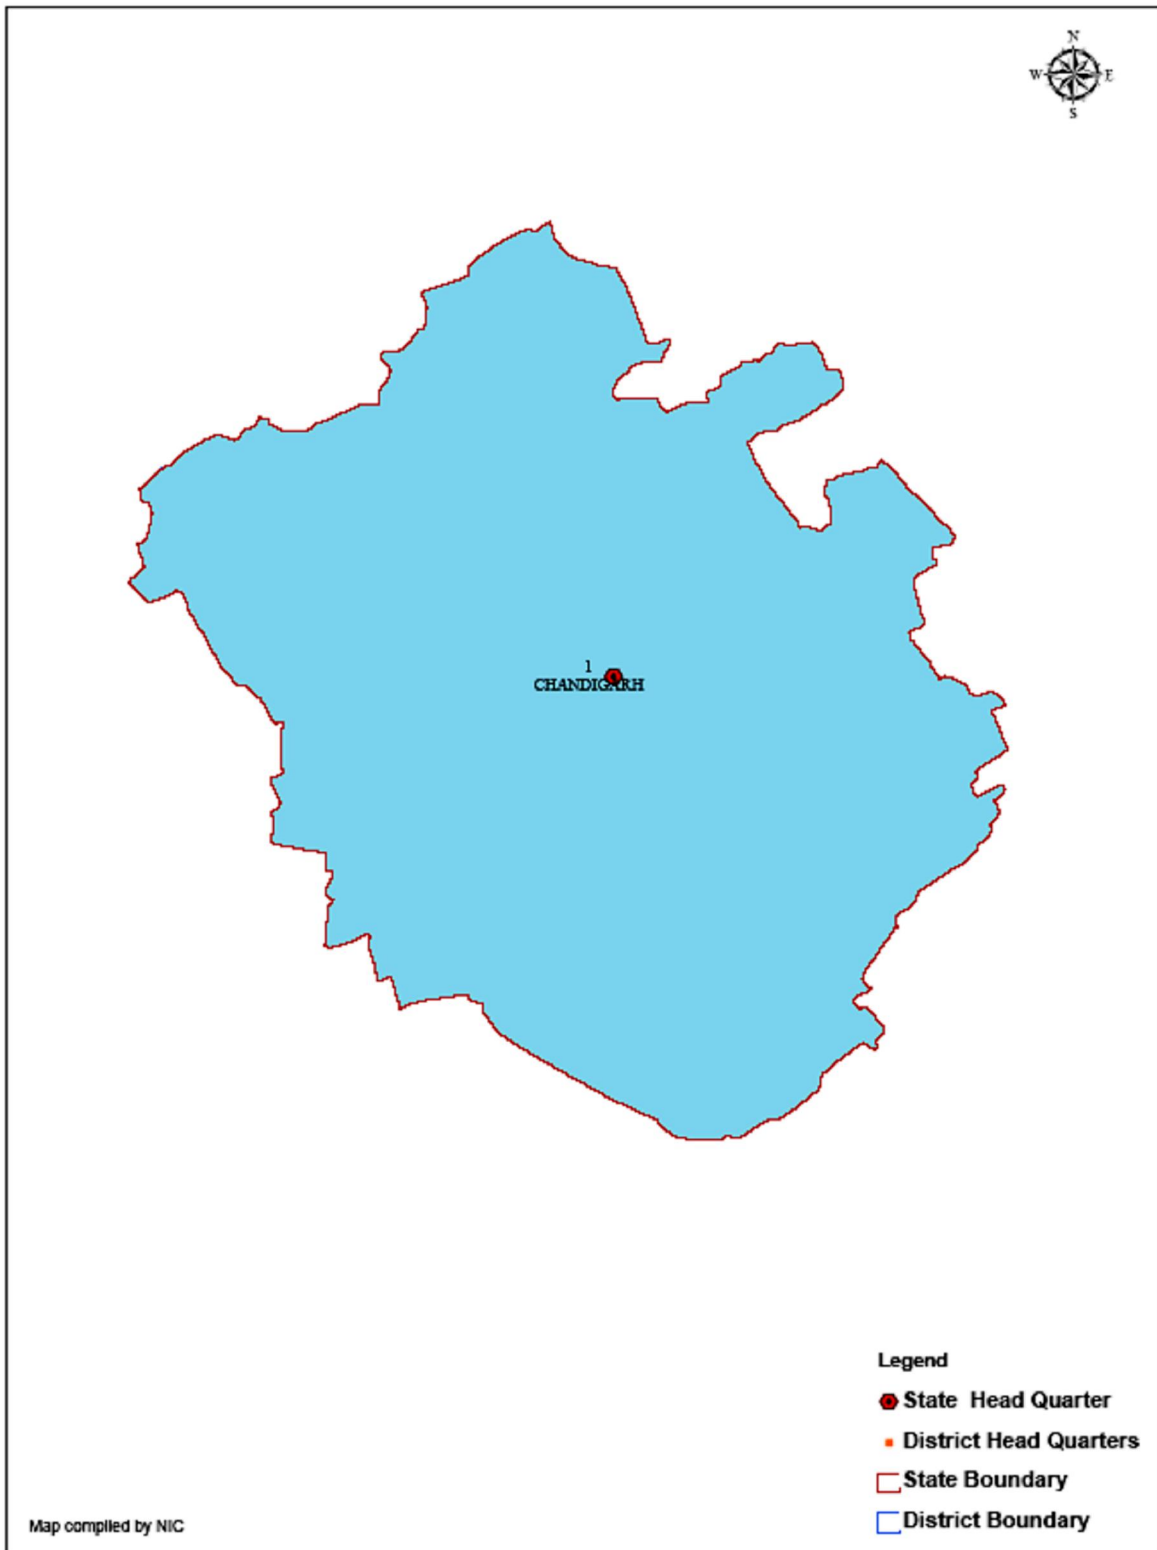 N
W E
S
1
CHANDIGARH
Legend
State Head Quarter
District Head Quarters
State Boundary
District Boundary
Map compiled by NIC